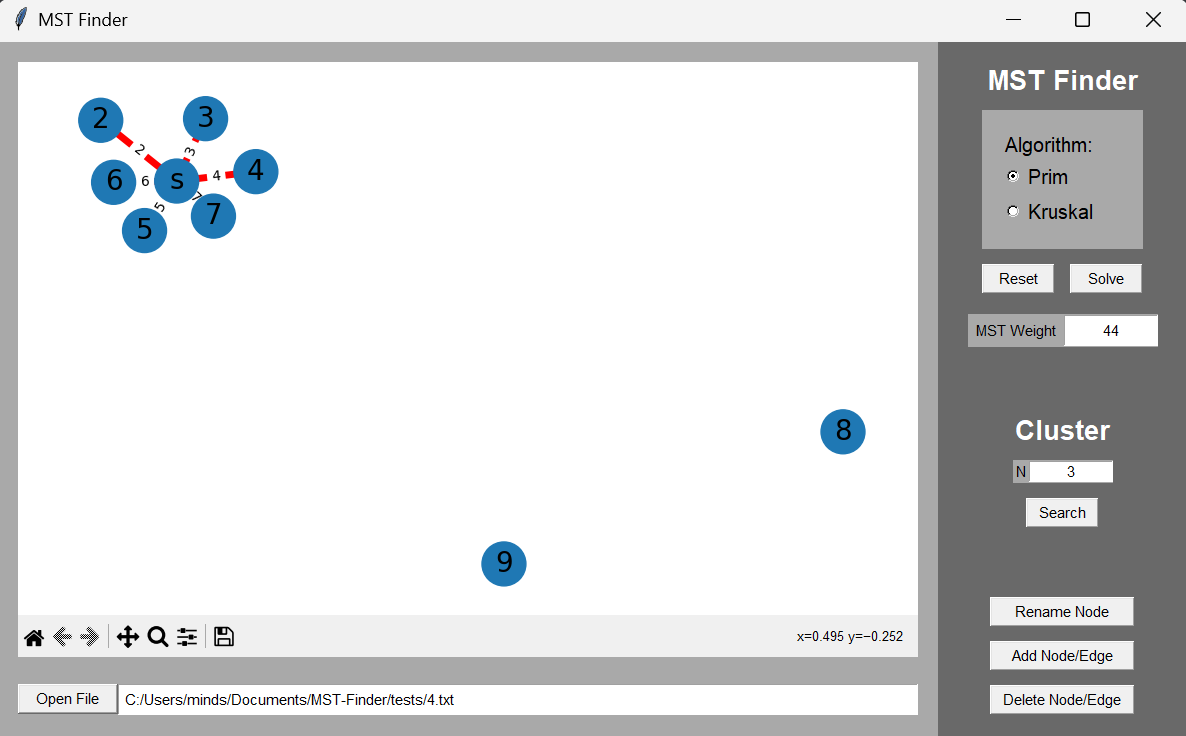 MST Finder
2
3
2
3
6
6
s
4
4
7
5
5
7
8
9
x=0.495 y=−0.252
Open File
C:/Users/minds/Documents/MST-Finder/tests/4.txt
MST Finder
Algorithm:
Prim
Kruskal
Reset
Solve
MST Weight
44
Cluster
N
3
Search
Rename Node
Add Node/Edge
Delete Node/Edge